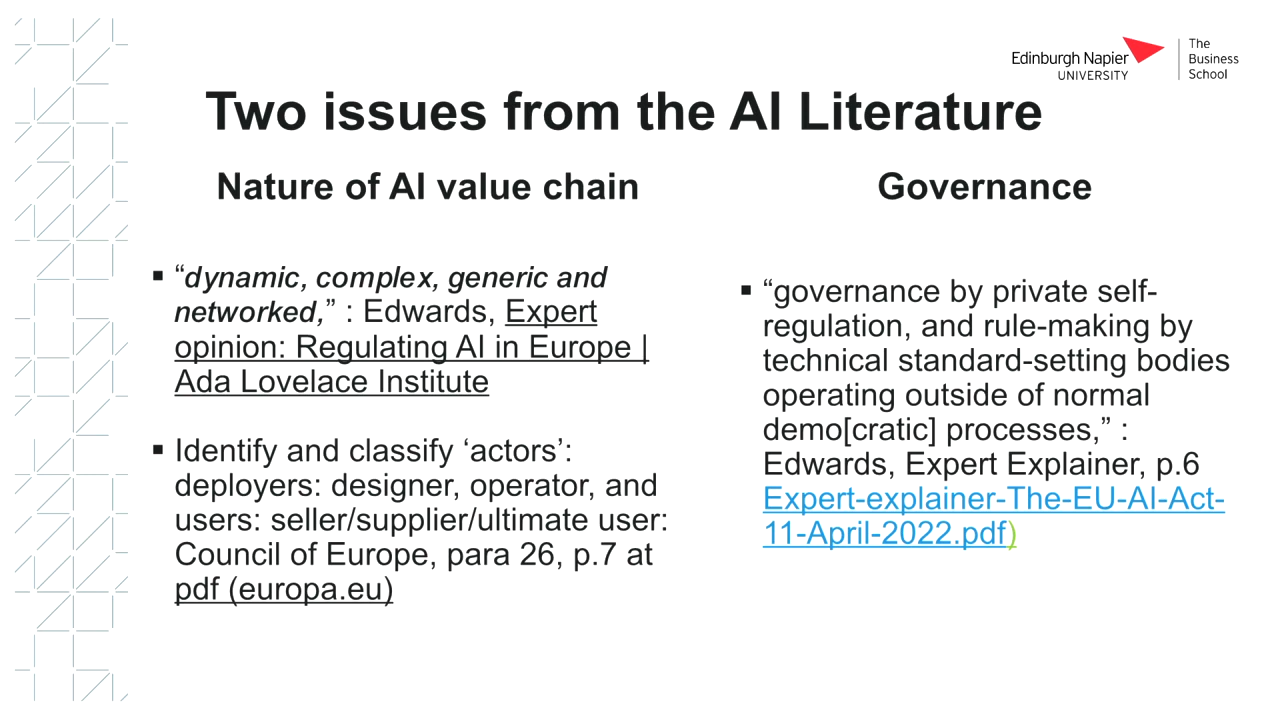 Edinburgh Napier
UNIVERSITY
The
Business
School
Two issues from the AI Literature
Nature of AI value chain
▪ “dynamic, complex, generic and
networked,” : Edwards, Expert
opinion: Regulating AI in Europe |
Ada Lovelace Institute
▪ Identify and classify ‘actors’:
deployers: designer, operator, and
users: seller/supplier/ultimate user:
Council of Europe, para 26, p.7 at
pdf (europa.eu)
Governance
▪ “governance by private self-
regulation, and rule-making by
technical standard-setting bodies
operating outside of normal
demo[cratic] processes,” :
Edwards, Expert Explainer, p.6
Expert-explainer-The-EU-AI-Act-
11-April-2022.pdf)